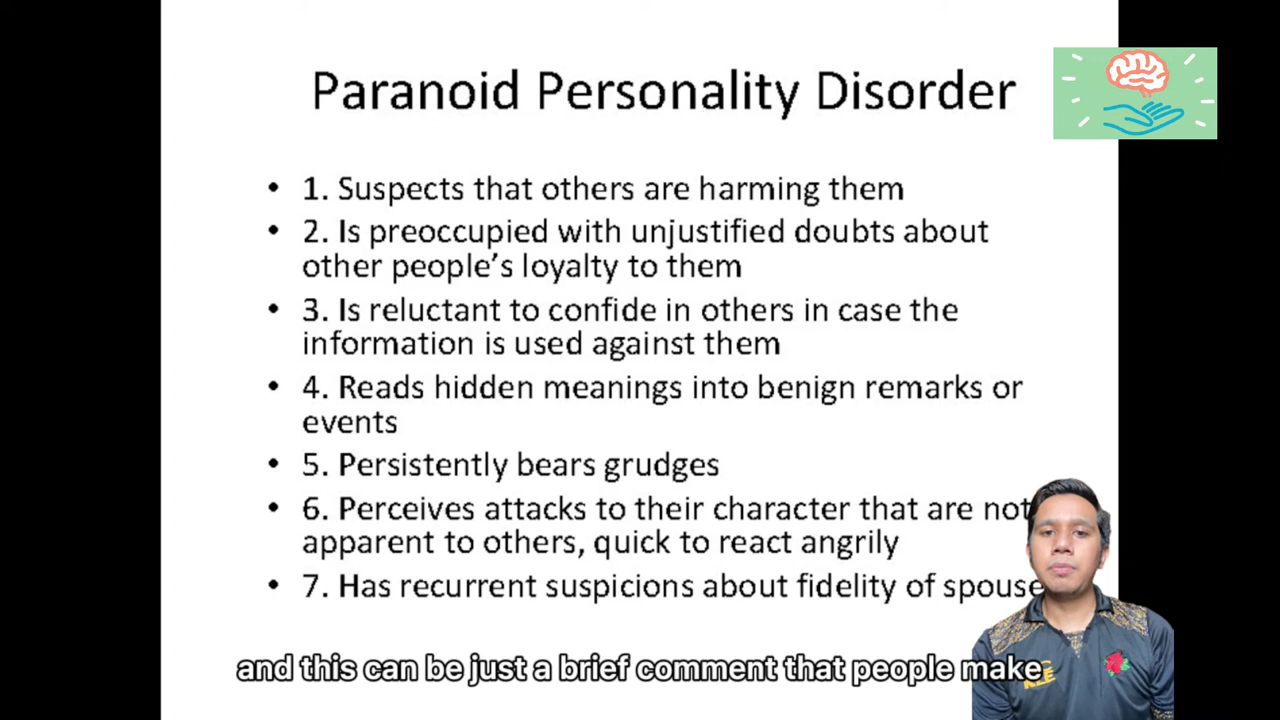 Paranoid Personality Disorder
• 1. Suspects that others are harming them
• 2. Is preoccupied with unjustified doubts about
other people's loyalty to them
• 3. Is reluctant to confide in others in case the
information is used against them
• 4. Reads hidden meanings into benign remarks or
events
• 5. Persistently bears grudges
• 6. Perceives attacks to their character that are not
apparent to others, quick to react angrily
• 7. Has recurrent suspicions about fidelity of spouse
and this can be just a brief comment that people make